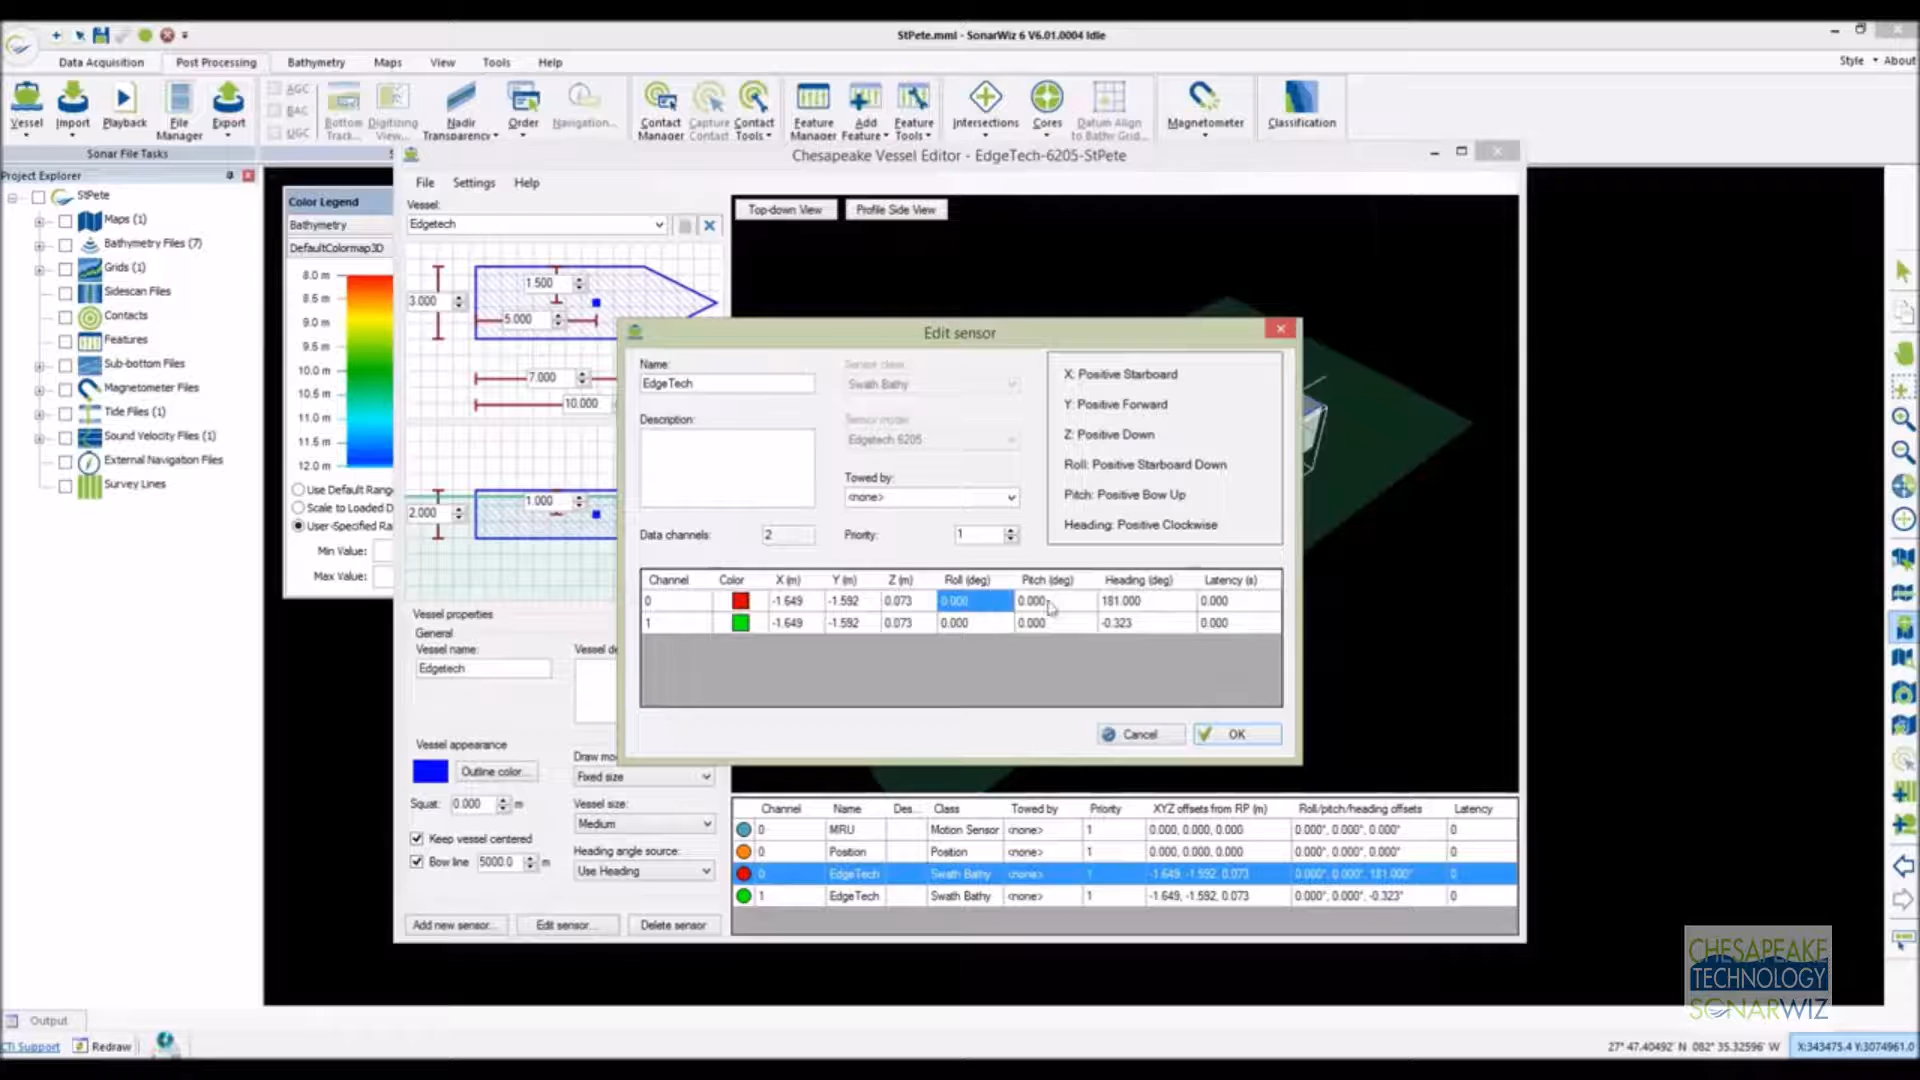 StPete.mml - SonarWiz 6 V6.01.0004 Idle
Data Acquisition Post Processing Bathymetry Maps View Tools Help
Style About
Vessel Import Playback File Manager Export
AGC
BAC
UGC
Bottom Track... Digitizing View... Nadir Transparency Order Navigation...
Contact Manager Capture Contact Contact Tools
Feature Manager Add Feature Feature Tools
Intersections Cores Datum Align to Bathy Grid...
Magnetometer Classification
Sonar File Tasks
Project Explorer
StPete
Maps (1)
Bathymetry Files (7)
Grids (1)
Sidescan Files
Contacts
Features
Sub-bottom Files
Magnetometer Files
Tide Files (1)
Sound Velocity Files (1)
External Navigation Files
Survey Lines
Color Legend
Bathymetry
DefaultColormap3D
8.0 m
8.5 m
9.0 m
9.5 m
10.0 m
10.5 m
11.0 m
11.5 m
12.0 m
Use Default Rang
Scale to Loaded D
User-Specified Ra
Min Value:
Max Value:
Chesapeake Vessel Editor - EdgeTech-6205-StPete
File Settings Help
Vessel:
Edgetech
Top-down View Profile Side View
1.500
3.000
5.000
7.000
10.000
1.000
2.000
Vessel properties
General
Vessel name: Vessel de
Edgetech
Vessel appearance
Outline color...
Draw mo
Fixed size
Squat: 0.000 m
Vessel size:
Medium
Keep vessel centered
Bow line 5000.0 m
Heading angle source:
Use Heading
Add new sensor... Edit sensor... Delete sensor
Edit sensor
Name:
EdgeTech
Sensor class:
Swath Bathy
Description:
Sensor model:
Edgetech 6205
Towed by:
<none>
Data channels: 2 Priority: 1
X: Positive Starboard
Y: Positive Forward
Z: Positive Down
Roll: Positive Starboard Down
Pitch: Positive Bow Up
Heading: Positive Clockwise
Channel Color X (m) Y (m) Z (m) Roll (deg) Pitch (deg) Heading (deg) Latency (s)
0 -1.649 -1.592 0.073 0.000 0.000 181.000 0.000
1 -1.649 -1.592 0.073 0.000 0.000 -0.323 0.000
Cancel OK
Channel Name Des... Class Towed by Priority XYZ offsets from RP (m) Roll/pitch/heading offsets Latency
0 MRU Motion Sensor <none> 1 0.000, 0.000, 0.000 0.000°, 0.000°, 0.000° 0
0 Position Position <none> 1 0.000, 0.000, 0.000 0.000°, 0.000°, 0.000° 0
0 EdgeTech Swath Bathy <none> 1 -1.649, -1.592, 0.073 0.000°, 0.000°, 181.000° 0
1 EdgeTech Swath Bathy <none> 1 -1.649, -1.592, 0.073 0.000°, 0.000°, -0.323° 0
CHESAPEAKE
TECHNOLOGY
SONARWIZ
Output
CTI Support Redraw
27° 47.40492' N 082° 35.32596' W X:343475.4 Y:3074961.0